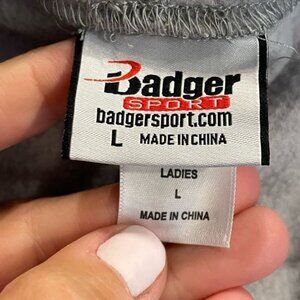 Badger
SPORT
badgersport.com
L MADE IN CHINA
LADIES
L
MADE IN CHINA